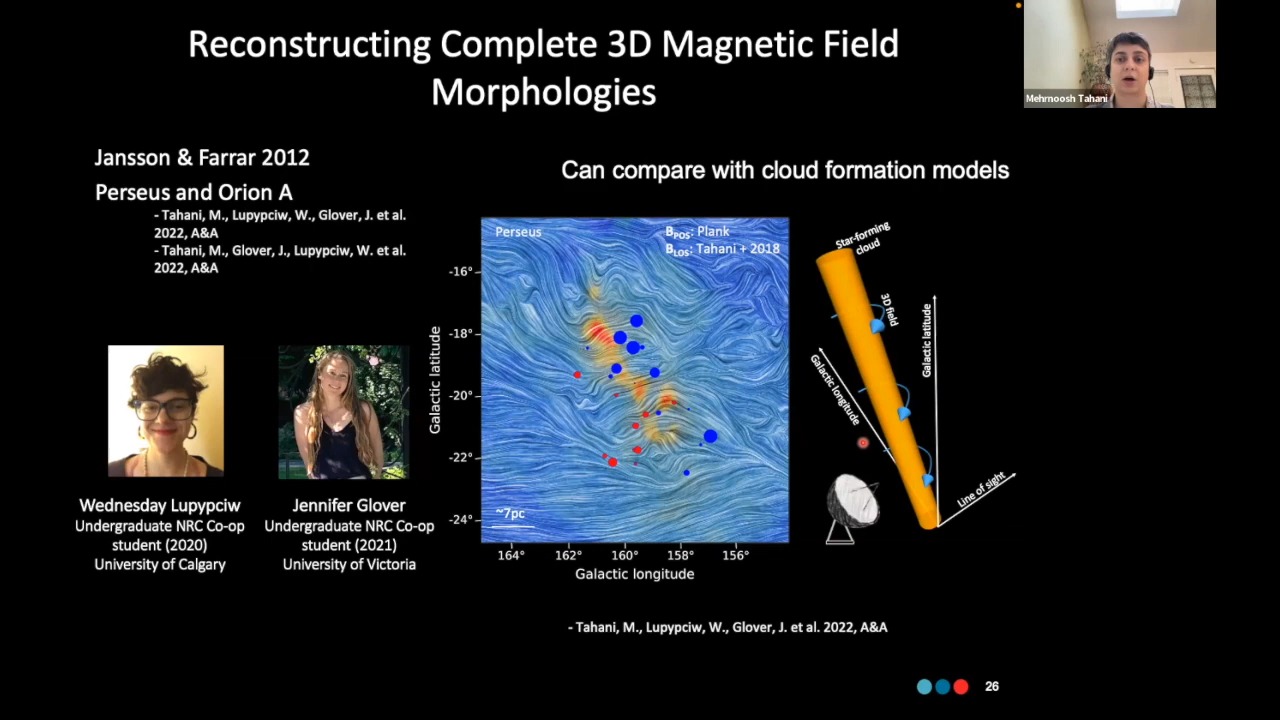 Reconstructing Complete 3D Magnetic Field
Morphologies
Mehrnoosh Tahani
Jansson & Farrar 2012
Perseus and Orion A
- Tahani, M., Lupypciw, W., Glover, J. et al.
2022, A&A
- Tahani, M., Glover, J., Lupypciw, W. et al.
2022, A&A
Can compare with cloud formation models
Perseus
BPOS: Plank
BLOS: Tahani + 2018
-16°
-18°
-20°
-22°
-24°
Galactic latitude
~7pc
164°
162°
160°
158°
156°
Galactic longitude
Star-forming
cloud
3D field
Galactic latitude
Galactic longitude
Line of sight
Wednesday Lupypciw
Undergraduate NRC Co-op
student (2020)
University of Calgary
Jennifer Glover
Undergraduate NRC Co-op
student (2021)
University of Victoria
- Tahani, M., Lupypciw, W., Glover, J. et al. 2022, A&A
26